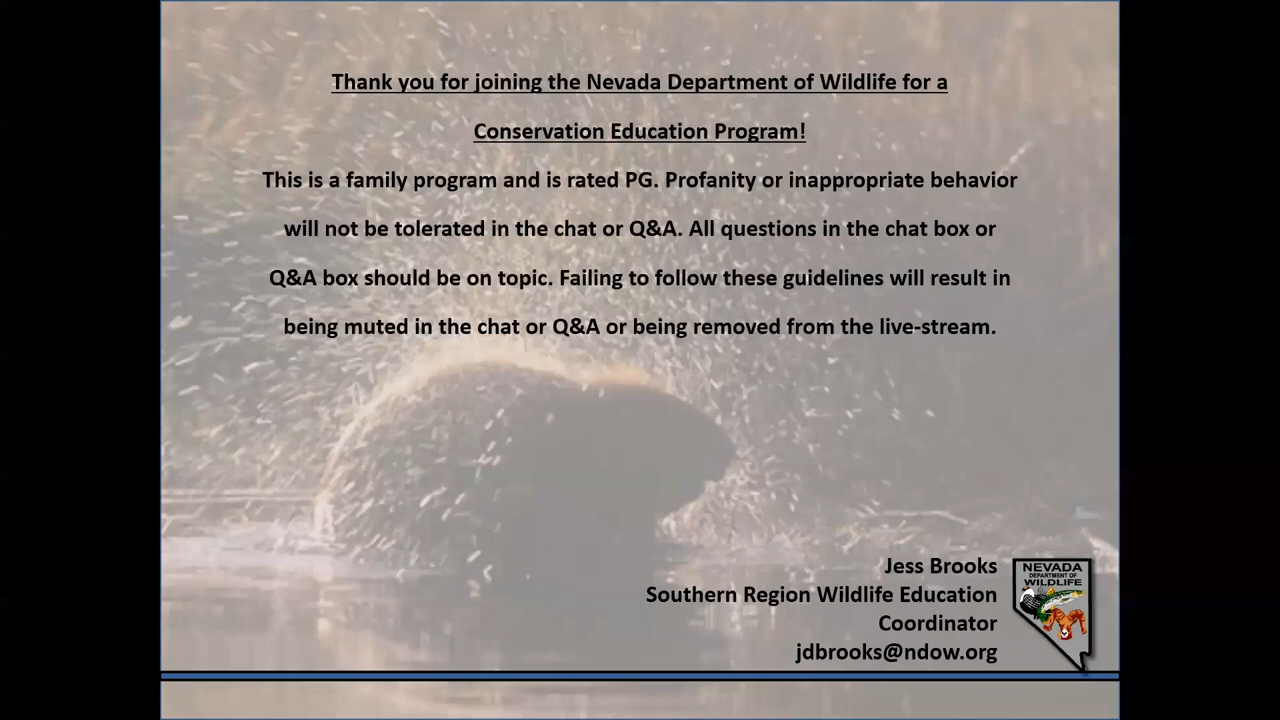 Thank you for joining the Nevada Department of Wildlife for a
Conservation Education Program!
This is a family program and is rated PG. Profanity or inappropriate behavior
will not be tolerated in the chat or Q&A. All questions in the chat box or
Q&A box should be on topic. Failing to follow these guidelines will result in
being muted in the chat or Q&A or being removed from the live-stream.
Jess Brooks
Southern Region Wildlife Education
Coordinator
jdbrooks@ndow.org
NEVADA
DEPARTMENT OF
WILDLIFE